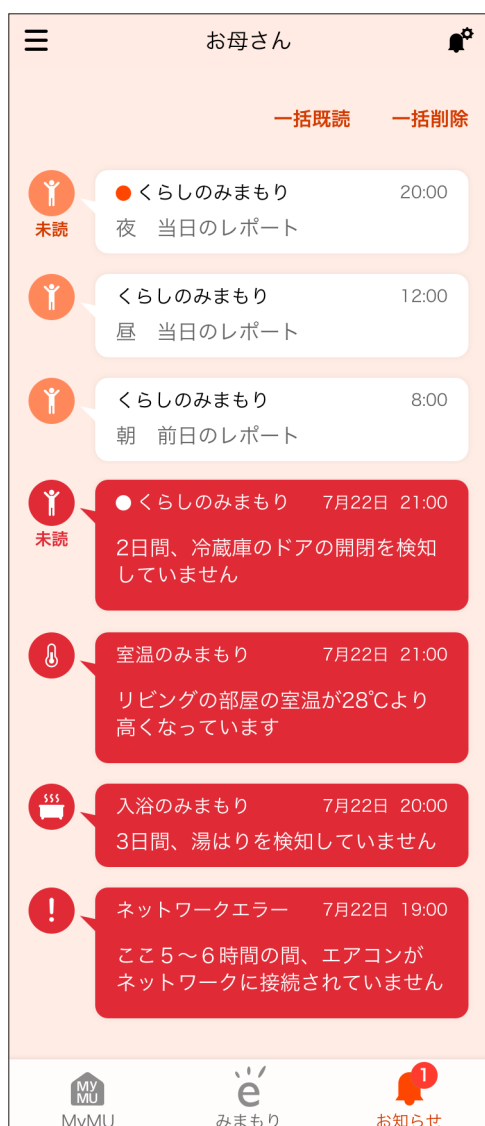 お母さん
一括既読 一括削除
くらしのみまもり 20:00
未読
夜 当日のレポート
くらしのみまもり 12:00
昼 当日のレポート
くらしのみまもり 8:00
朝 前日のレポート
くらしのみまもり 7月22日 21:00
未読
2日間、冷蔵庫のドアの開閉を検知
していません
室温のみまもり 7月22日 21:00
リビングの部屋の室温が28℃より
高くなっています
入浴のみまもり 7月22日 20:00
3日間、湯はりを検知していません
! ネットワークエラー 7月22日 19:00
ここ5〜6時間の間、エアコンが
ネットワークに接続されていません
MY
MU
é
1
MyMU みまもり お知らせ